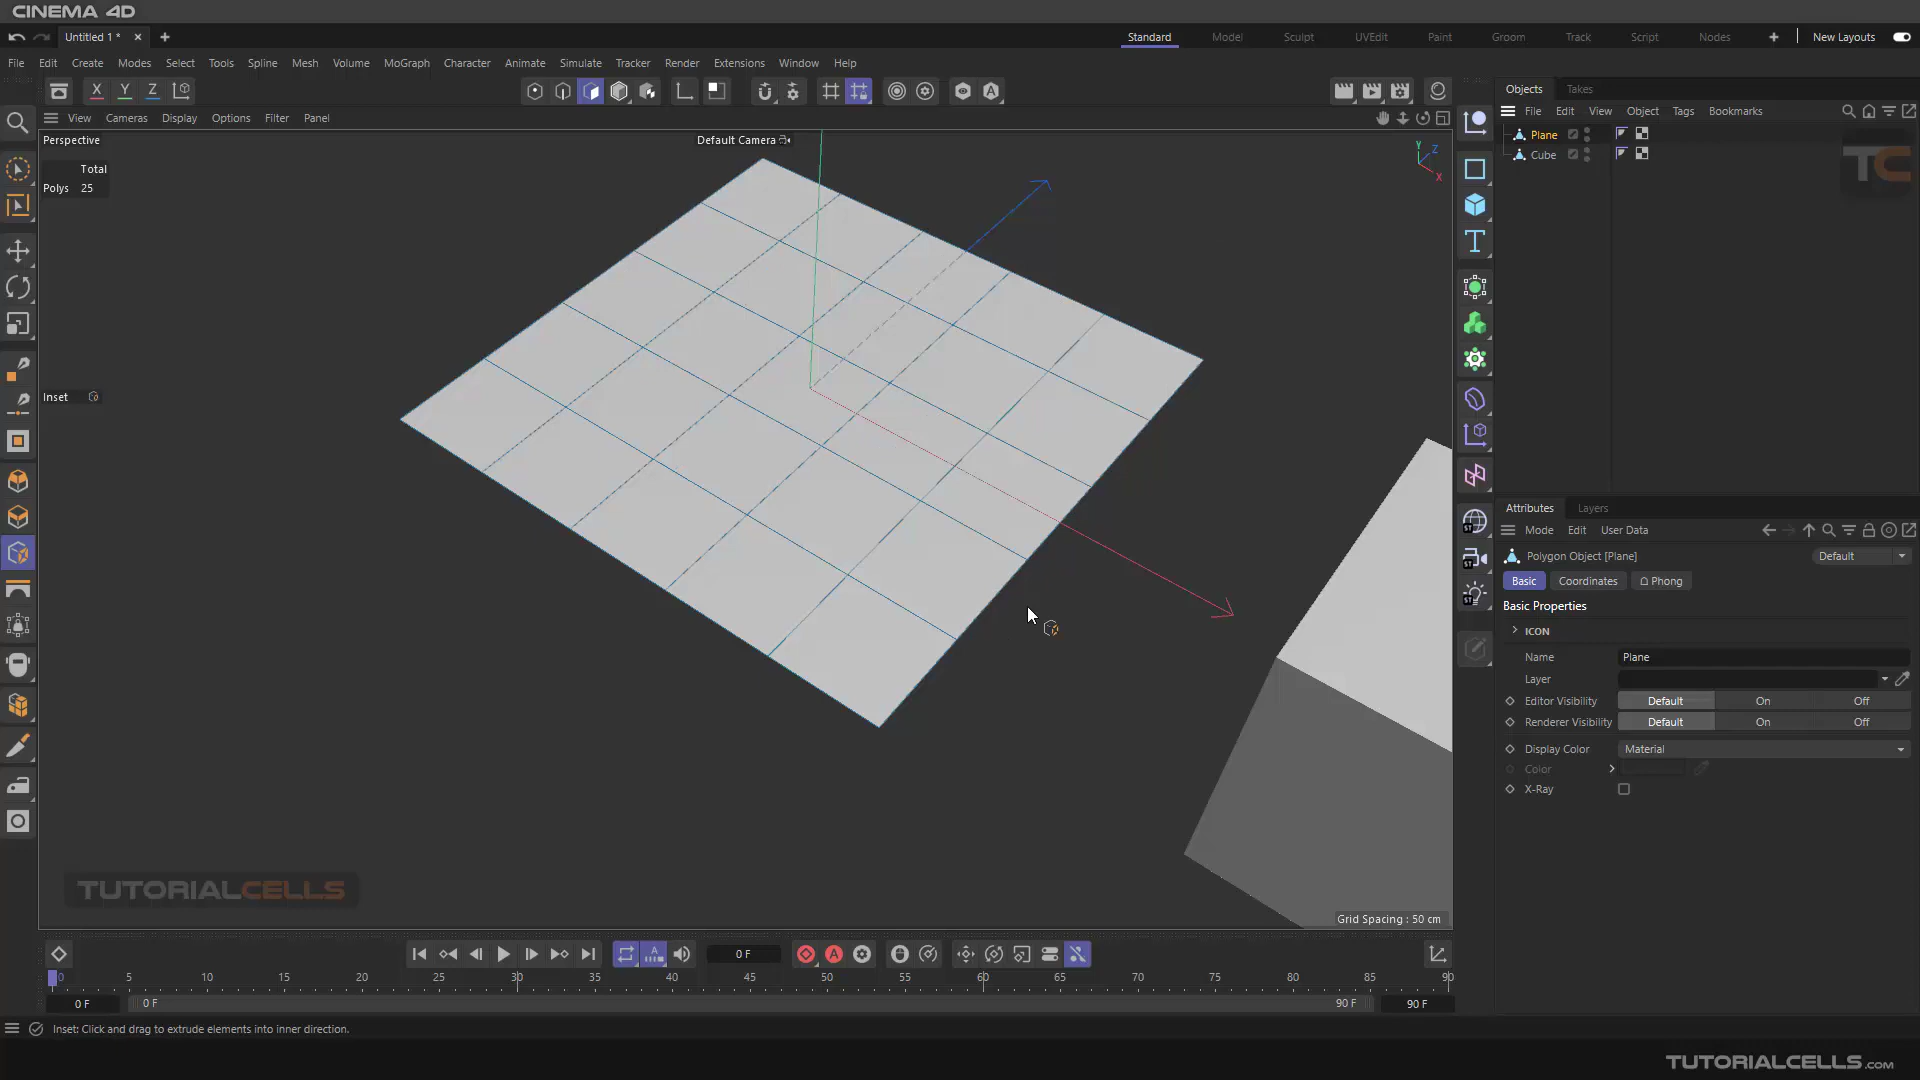 CINEMA 4D
Untitled 1 *
Standard Model Sculpt UVEdit Paint Groom Track Script Nodes New Layouts
File Edit Create Modes Select Tools Spline Mesh Volume MoGraph Character Animate Simulate Tracker Render Extensions Window Help
X Y Z
View Cameras Display Options Filter Panel
Perspective
Default Camera
Total
Polys 25
Inset
Y
Z
X
Objects Takes
File Edit View Object Tags Bookmarks
Plane
Cube
TC
Attributes Layers
Mode Edit User Data
Polygon Object [Plane] Default
Basic Coordinates Phong
Basic Properties
ICON
Name Plane
Layer
Editor Visibility Default On Off
Renderer Visibility Default On Off
Display Color Material
Color
X-Ray
TUTORIALCELLS
Grid Spacing : 50 cm
0 F
0 5 10 15 20 25 30 35 40 45 50 55 60 65 70 75 80 85 90
0 F 0 F 90 F 90 F
Inset: Click and drag to extrude elements into inner direction.
TUTORIALCELLS.com